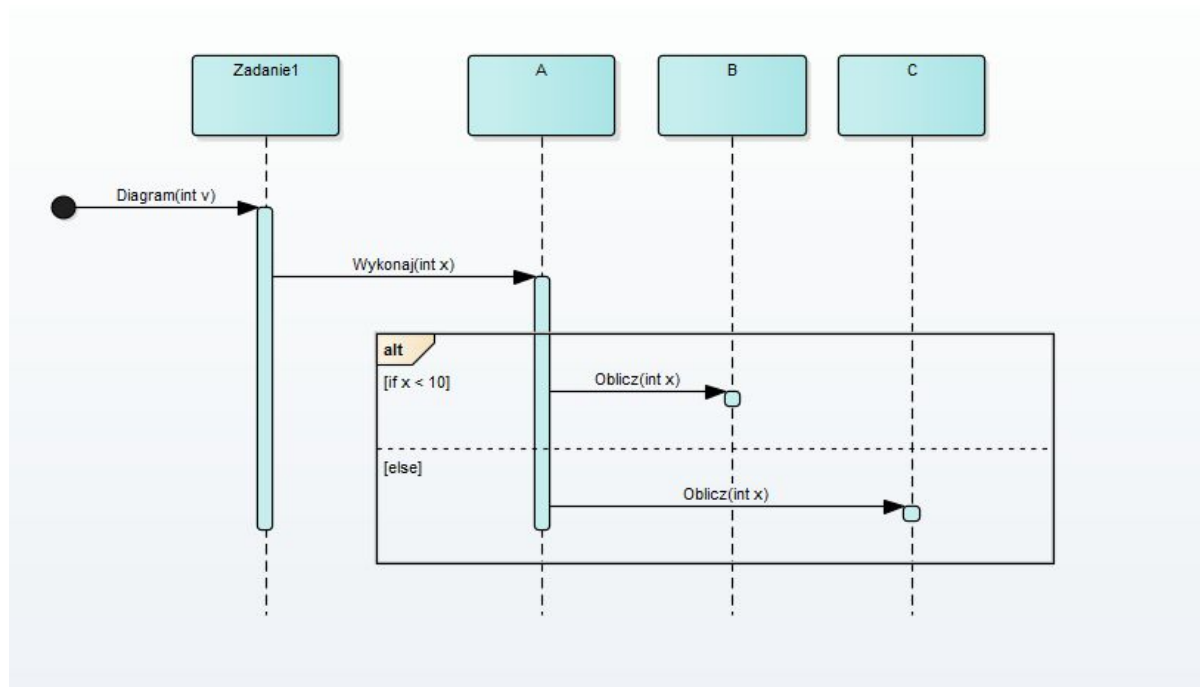 Zadanie1
A
B
C
Diagram(int v)
Wykonaj(int x)
alt
[if x < 10]
Oblicz(int x)
[else]
Oblicz(int x)